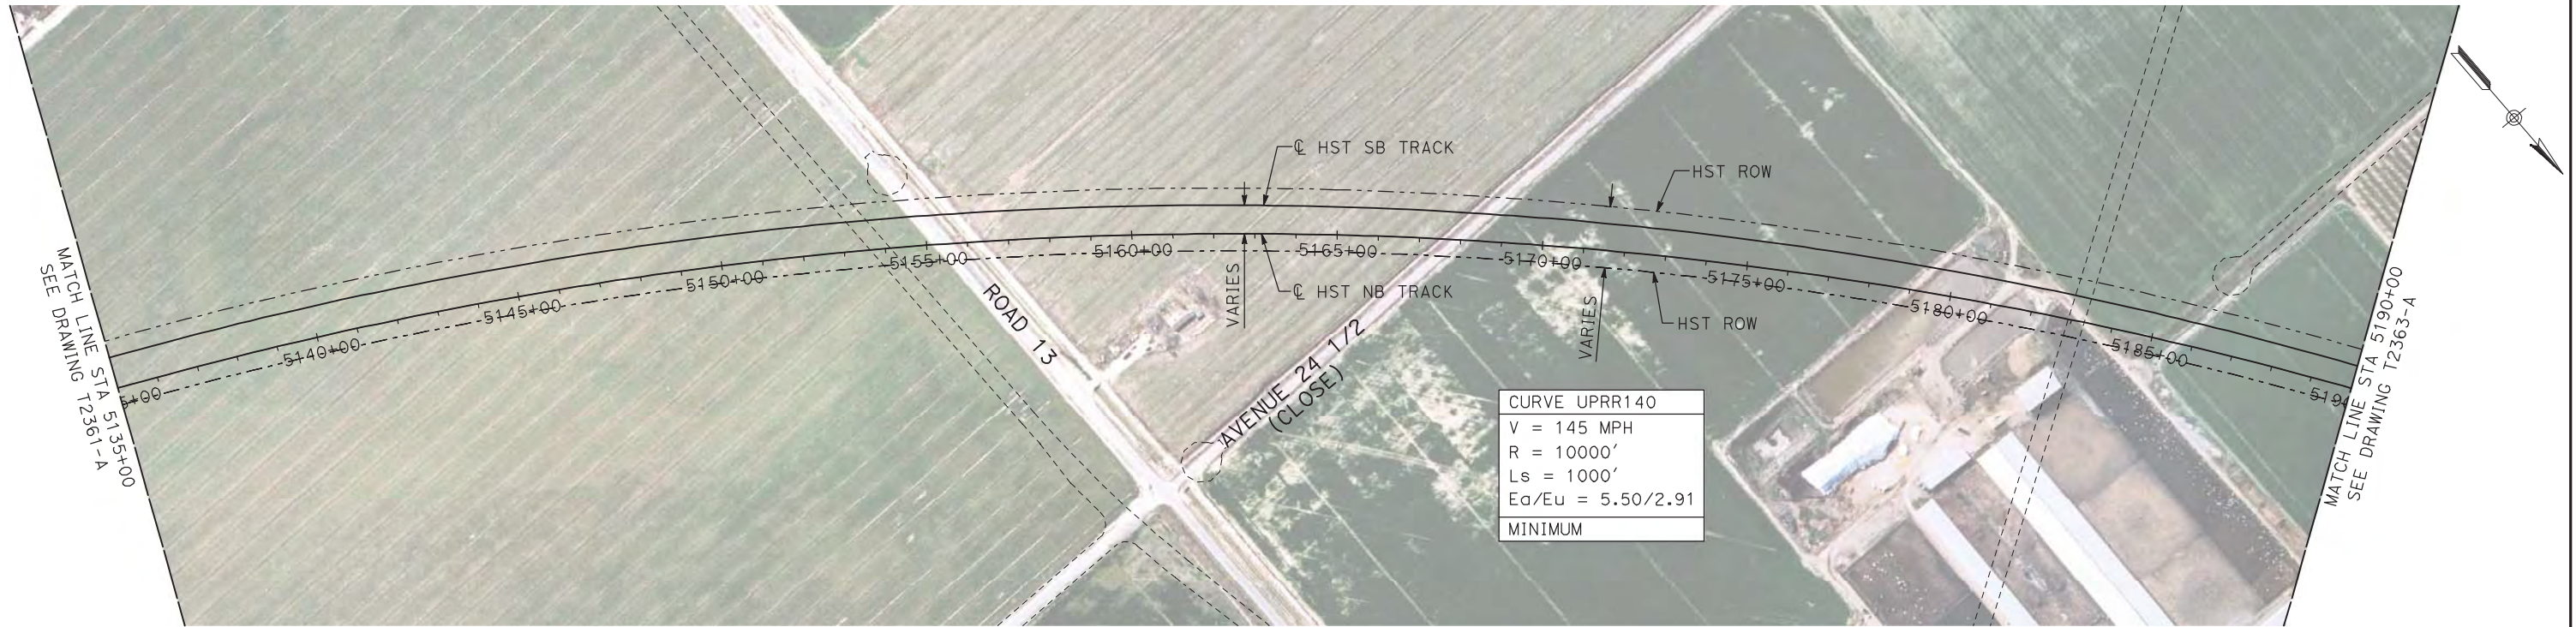 MATCH LINE STA 5135+00
SEE DRAWING T2361-A
5+00
5140+00
5145+00
5150+00
5155+00
5160+00
5165+00
5170+00
5175+00
5180+00
5185+00
519
℄ HST SB TRACK
℄ HST NB TRACK
HST ROW
HST ROW
VARIES
VARIES
ROAD 13
AVENUE 24 1/2
(CLOSE)
CURVE UPRR140
V = 145 MPH
R = 10000'
Ls = 1000'
Ea/Eu = 5.50/2.91
MINIMUM
MATCH LINE STA 5190+00
SEE DRAWING T2363-A